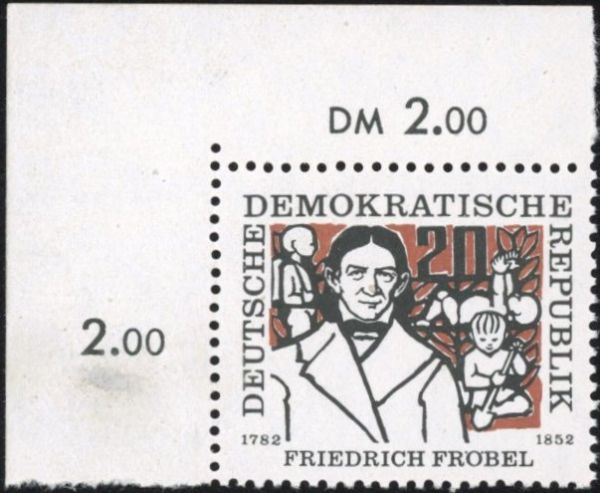 DM 2.00
2.00
DEUTSCHE
DEMOKRATISCHE
REPUBLIK
20
1782
1852
FRIEDRICH FRÖBEL